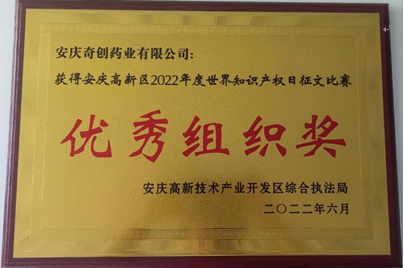 安庆奇创药业有限公司：
获得安庆高新区2022年度世界知识产权日征文比赛
优秀组织奖
安庆高新技术产业开发区综合执法局
二〇二二年六月